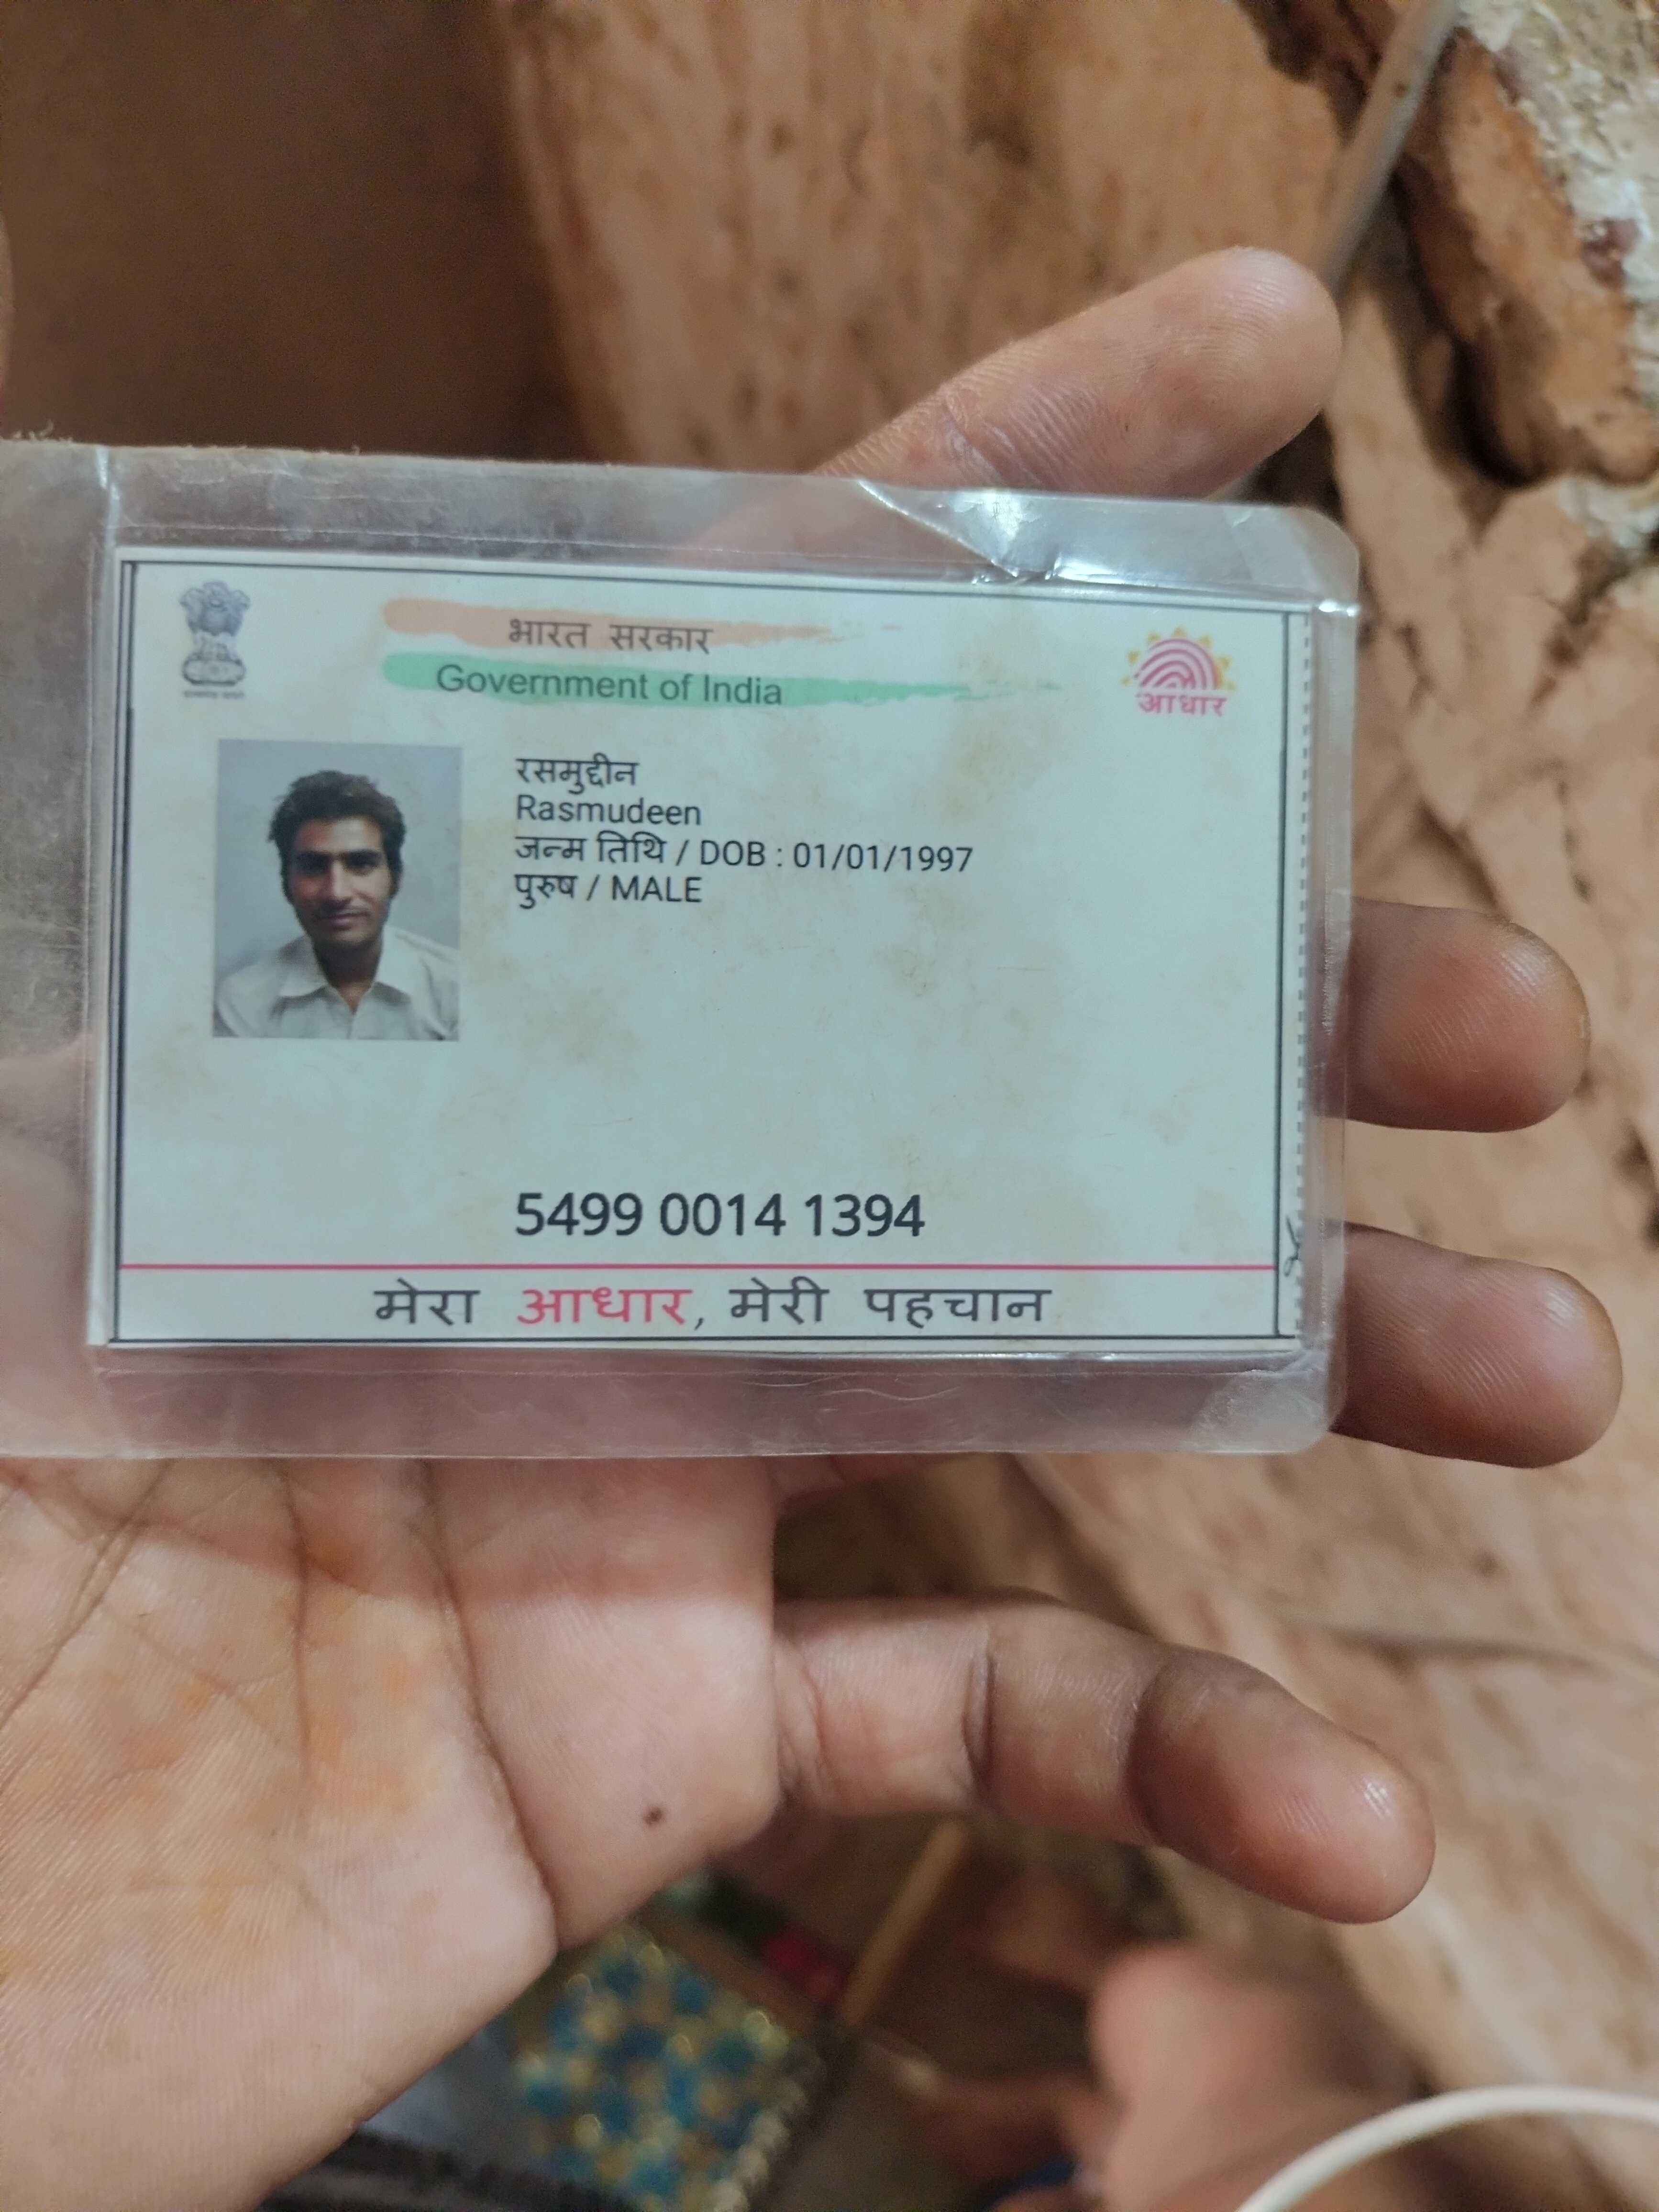 भारत सरकार
Government of India
आधार
रसमुद्दीन
Rasmudeen
जन्म तिथि / DOB : 01/01/1997
पुरुष / MALE
5499 0014 1394
मेरा आधार, मेरी पहचान